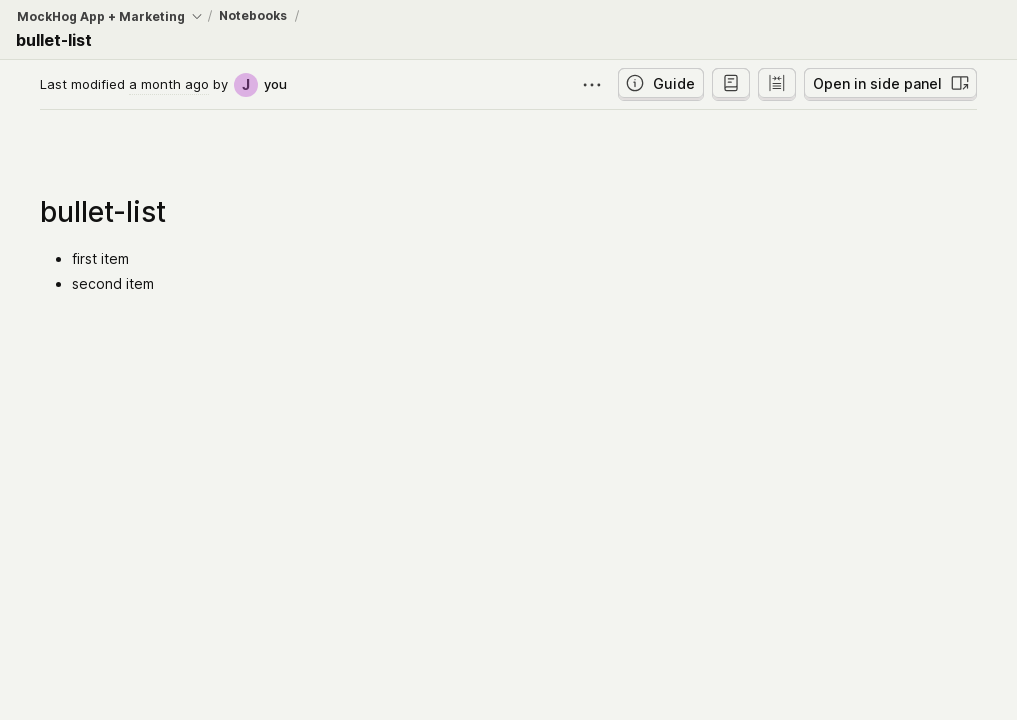 MockHog App + Marketing / Notebooks /
bullet-list
Last modified a month ago by J you
Guide
Open in side panel
bullet-list
• first item
• second item